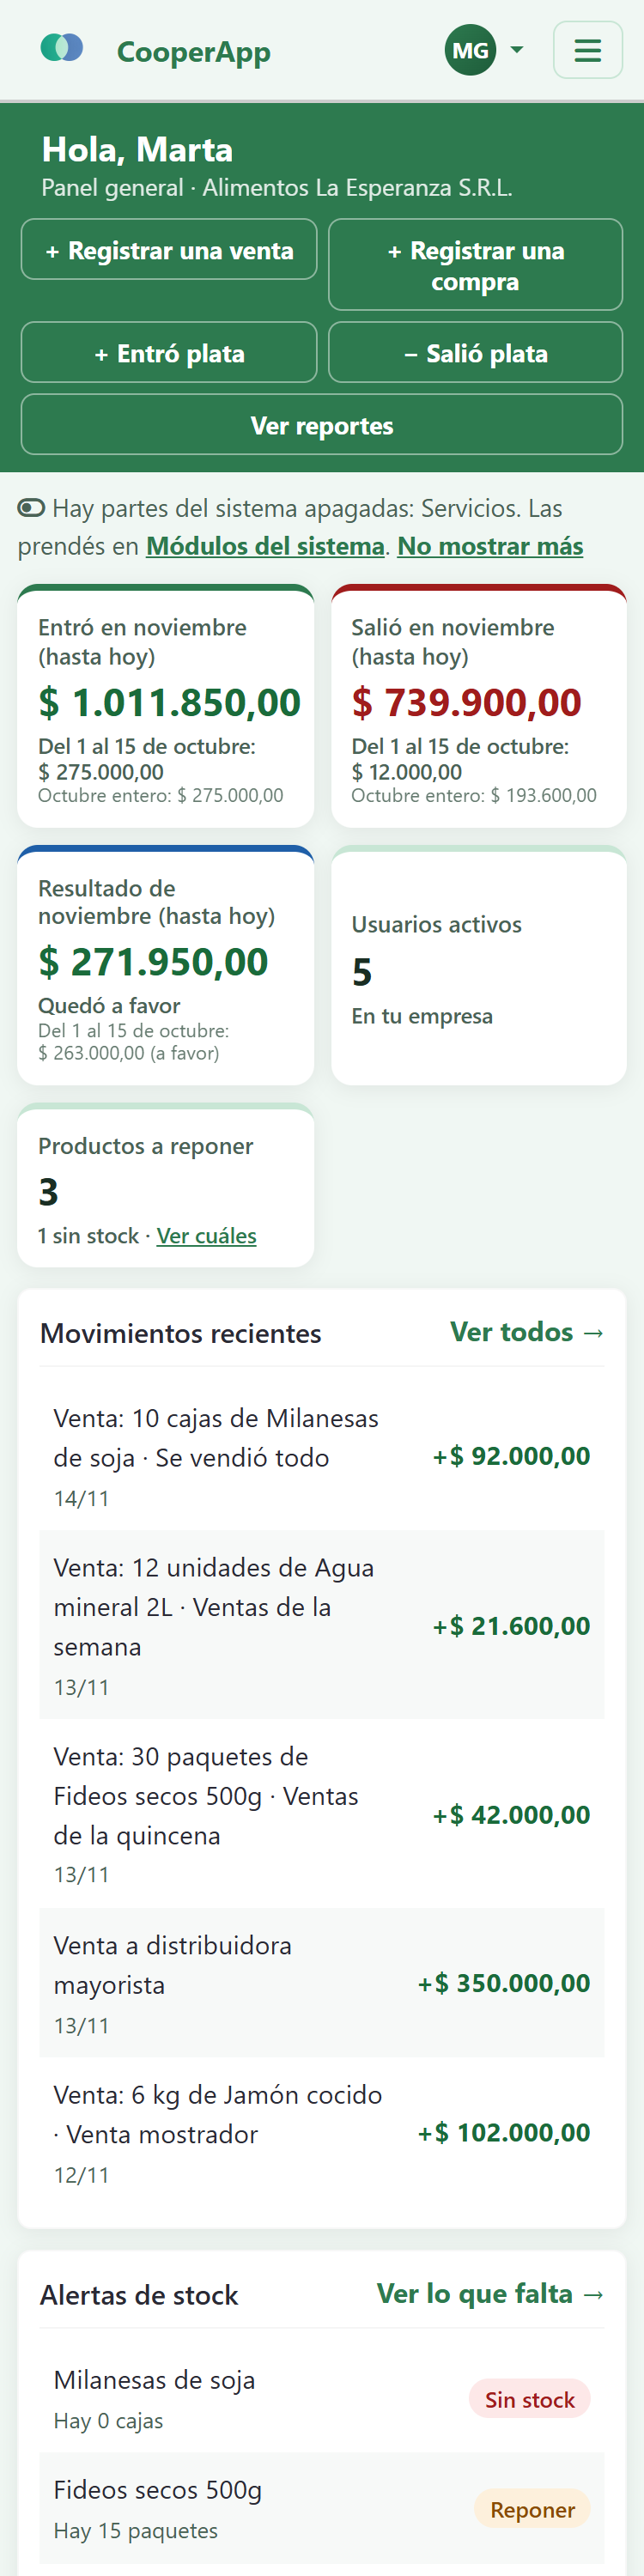 CooperApp
MG
Hola, Marta
Panel general · Alimentos La Esperanza S.R.L.
+ Registrar una venta
+ Registrar una
compra
+ Entró plata
− Salió plata
Ver reportes
Hay partes del sistema apagadas: Servicios. Las
prendés en Módulos del sistema. No mostrar más
Entró en noviembre
(hasta hoy)
$ 1.011.850,00
Del 1 al 15 de octubre:
$ 275.000,00
Octubre entero: $ 275.000,00
Salió en noviembre
(hasta hoy)
$ 739.900,00
Del 1 al 15 de octubre:
$ 12.000,00
Octubre entero: $ 193.600,00
Resultado de
noviembre (hasta hoy)
$ 271.950,00
Quedó a favor
Del 1 al 15 de octubre:
$ 263.000,00 (a favor)
Usuarios activos
5
En tu empresa
Productos a reponer
3
1 sin stock · Ver cuáles
Movimientos recientes
Ver todos →
Venta: 10 cajas de Milanesas
de soja · Se vendió todo
14/11
+$ 92.000,00
Venta: 12 unidades de Agua
mineral 2L · Ventas de la
semana
13/11
+$ 21.600,00
Venta: 30 paquetes de
Fideos secos 500g · Ventas
de la quincena
13/11
+$ 42.000,00
Venta a distribuidora
mayorista
13/11
+$ 350.000,00
Venta: 6 kg de Jamón cocido
· Venta mostrador
12/11
+$ 102.000,00
Alertas de stock
Ver lo que falta →
Milanesas de soja
Hay 0 cajas
Sin stock
Fideos secos 500g
Hay 15 paquetes
Reponer